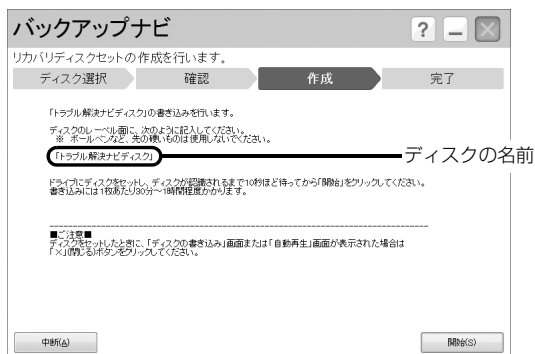 バックアップナビ
? － ×
リカバリディスクセットの作成を行います。
ディスク選択 確認 作成 完了
「トラブル解決ナビディスク」の書き込みを行います。
ディスクのレーベル面に、次のように記入してください。
※ ボールペンなど、先の硬いものは使用しないでください。
「トラブル解決ナビディスク」
ディスクの名前
ドライブにディスクをセットし、ディスクが認識されるまで10秒ほど待ってから「開始」をクリックしてください。
書き込みには1枚あたり30分～1時間程度かかります。
■ご注意■
ディスクをセットしたときに、「ディスクの書き込み」画面または「自動再生」画面が表示された場合は
「×」(閉じる)ボタンをクリックしてください。
中断(A) 開始(S)